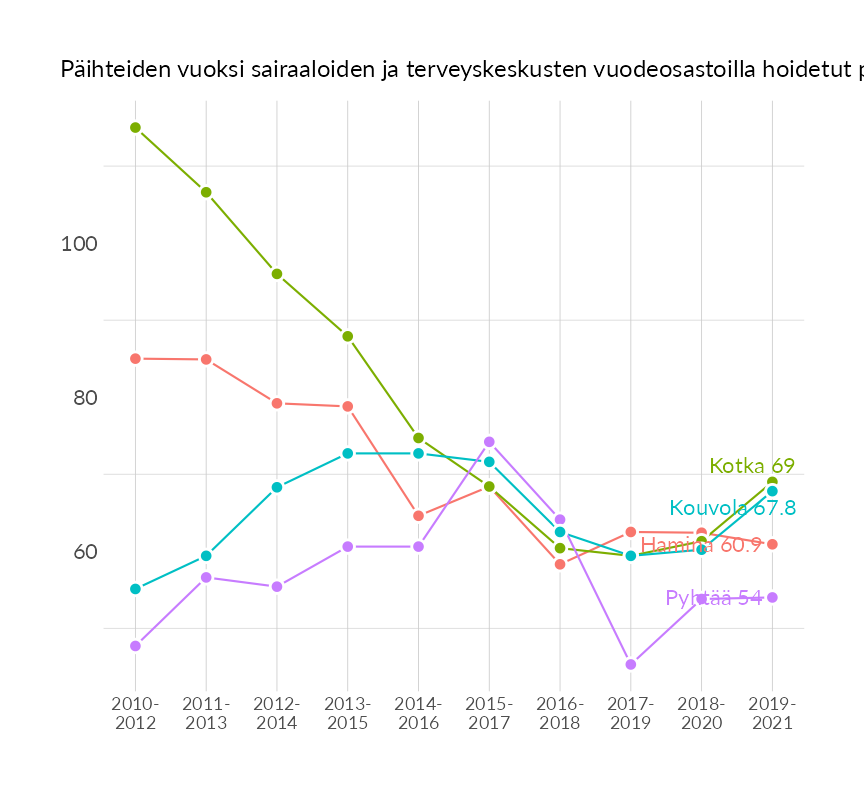 Päihteiden vuoksi sairaaloiden ja terveyskeskusten vuodeosastoilla hoidetut
100
80
60
Kotka 69
Kouvola 67.8
Hamina 60.9
Pyhtää 54
2010- 2011- 2012- 2013- 2014- 2015- 2016- 2017- 2018- 2019-
2012 2013 2014 2015 2016 2017 2018 2019 2020 2021